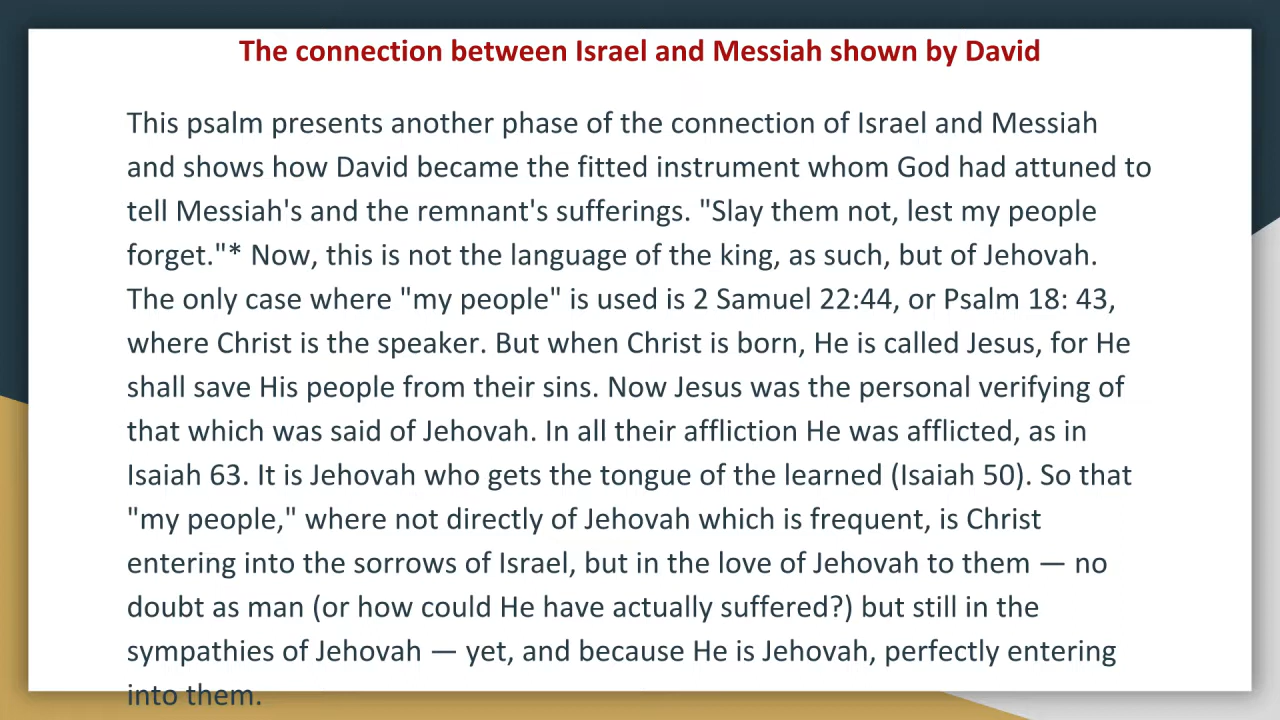 The connection between Israel and Messiah shown by David
This psalm presents another phase of the connection of Israel and Messiah
and shows how David became the fitted instrument whom God had attuned to
tell Messiah's and the remnant's sufferings. "Slay them not, lest my people
forget."* Now, this is not the language of the king, as such, but of Jehovah.
The only case where "my people" is used is 2 Samuel 22:44, or Psalm 18: 43,
where Christ is the speaker. But when Christ is born, He is called Jesus, for He
shall save His people from their sins. Now Jesus was the personal verifying of
that which was said of Jehovah. In all their affliction He was afflicted, as in
Isaiah 63. It is Jehovah who gets the tongue of the learned (Isaiah 50). So that
"my people," where not directly of Jehovah which is frequent, is Christ
entering into the sorrows of Israel, but in the love of Jehovah to them — no
doubt as man (or how could He have actually suffered?) but still in the
sympathies of Jehovah — yet, and because He is Jehovah, perfectly entering
into them.